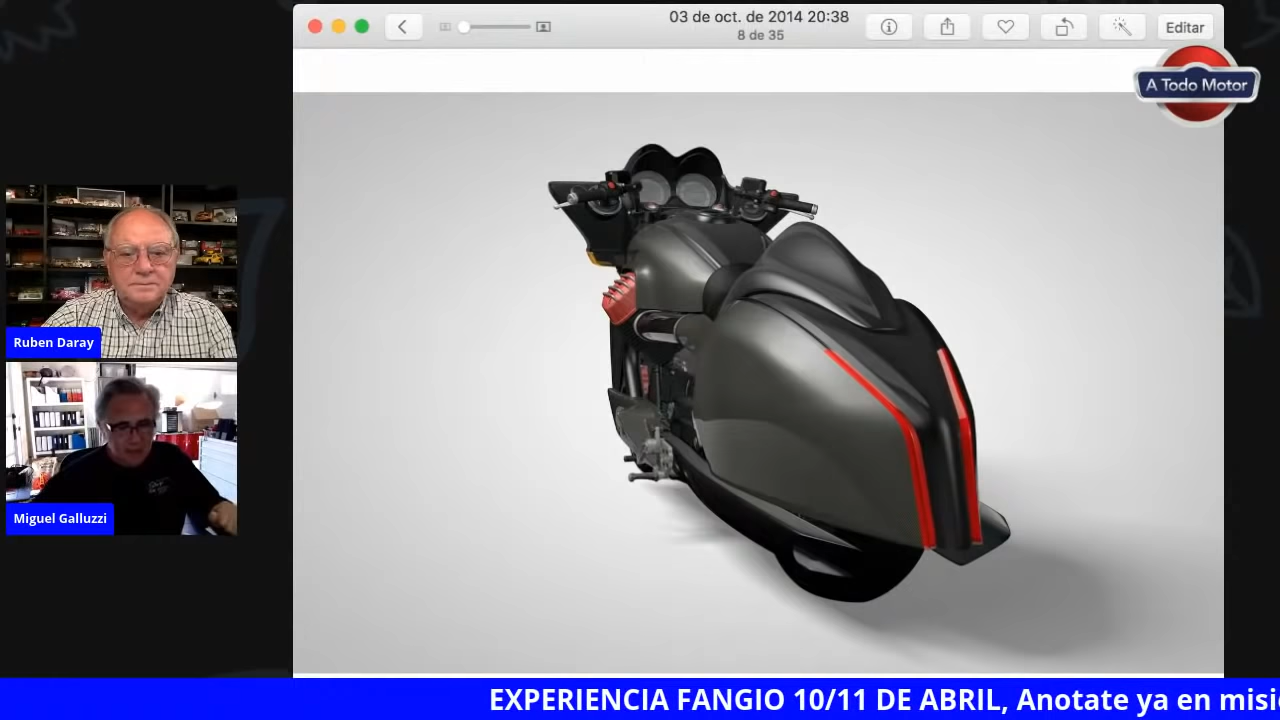 03 de oct. de 2014 20:38
8 de 35
Editar
A Todo Motor
Ruben Daray
Miguel Galluzzi
EXPERIENCIA FANGIO 10/11 DE ABRIL, Anotate ya en misi